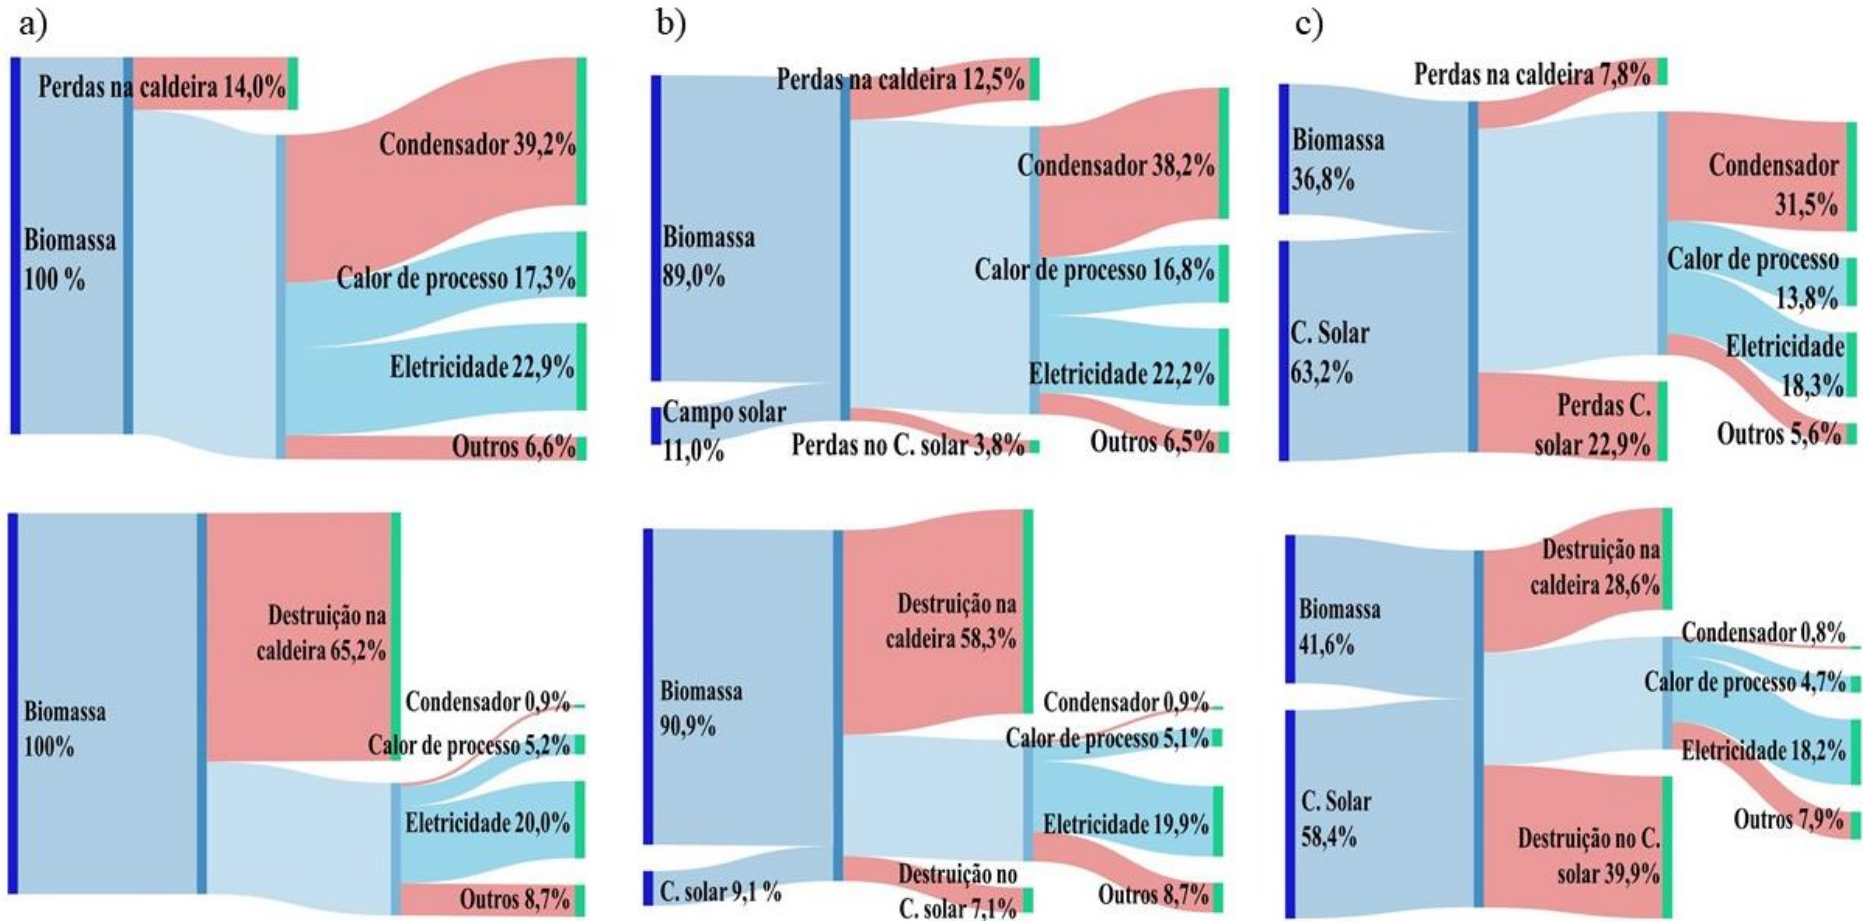 a)
Perdas na caldeira 14,0%
Condensador 39,2%
Biomassa
100 %
Calor de processo 17,3%
Eletricidade 22,9%
Outros 6,6%
b)
Perdas na caldeira 12,5%
Condensador 38,2%
Biomassa
89,0%
Calor de processo 16,8%
Eletricidade 22,2%
Campo solar
11,0%
Perdas no C. solar 3,8%
Outros 6,5%
c)
Perdas na caldeira 7,8%
Biomassa
36,8%
Condensador
31,5%
Calor de processo
13,8%
C. Solar
63,2%
Eletricidade
18,3%
Perdas C.
solar 22,9%
Outros 5,6%
Destruição na
caldeira 65,2%
Biomassa
100%
Condensador 0,9%
Calor de processo 5,2%
Eletricidade 20,0%
Outros 8,7%
Destruição na
caldeira 58,3%
Biomassa
90,9%
Condensador 0,9%
Calor de processo 5,1%
Eletricidade 19,9%
C. solar 9,1 %
Destruição no
C. solar 7,1%
Outros 8,7%
Destruição na
caldeira 28,6%
Biomassa
41,6%
Condensador 0,8%
Calor de processo 4,7%
Eletricidade 18,2%
C. Solar
58,4%
Destruição no C.
solar 39,9%
Outros 7,9%